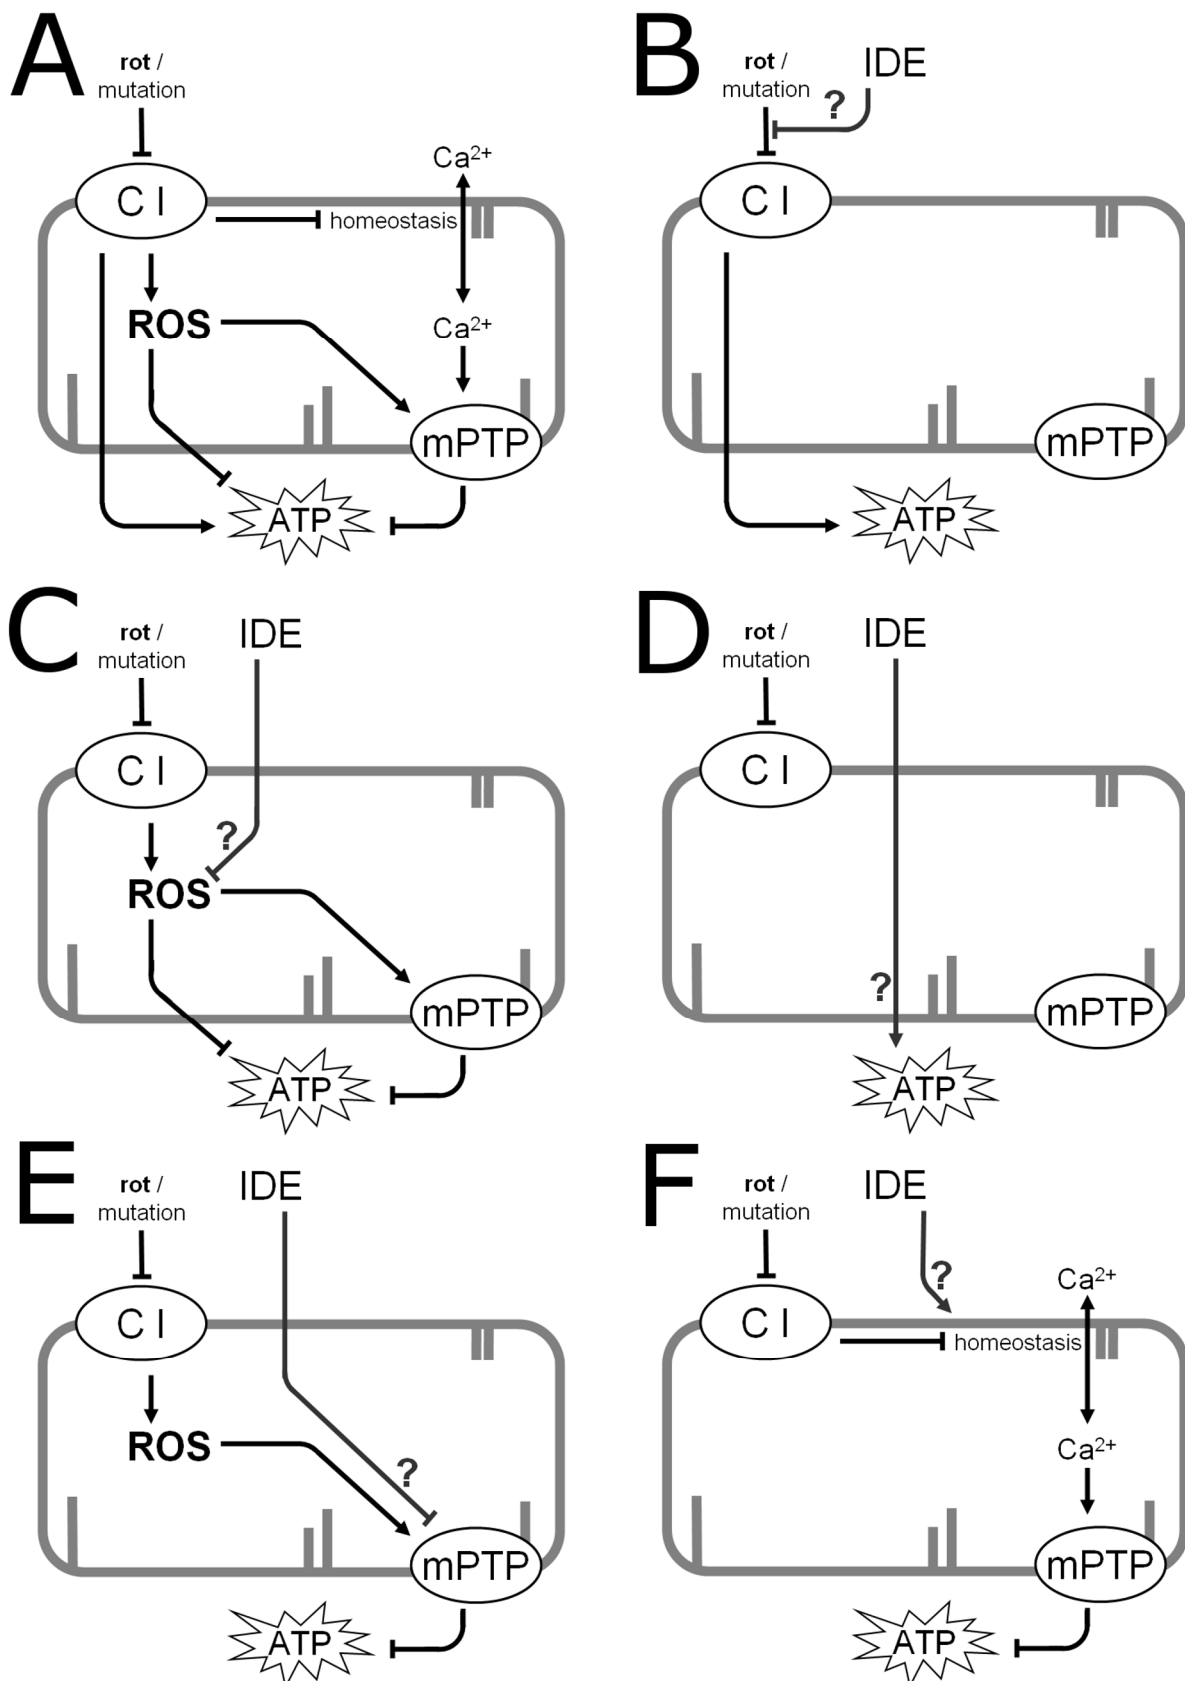 A
rot /
mutation
C I
Ca²⁺
homeostasis
ROS
Ca²⁺
mPTP
ATP
B
rot /
mutation
IDE
?
C I
mPTP
ATP
C
rot /
mutation
IDE
C I
?
ROS
mPTP
ATP
D
rot /
mutation
IDE
C I
?
mPTP
ATP
E
rot /
mutation
IDE
C I
ROS
?
mPTP
ATP
F
rot /
mutation
IDE
?
Ca²⁺
C I
homeostasis
Ca²⁺
mPTP
ATP